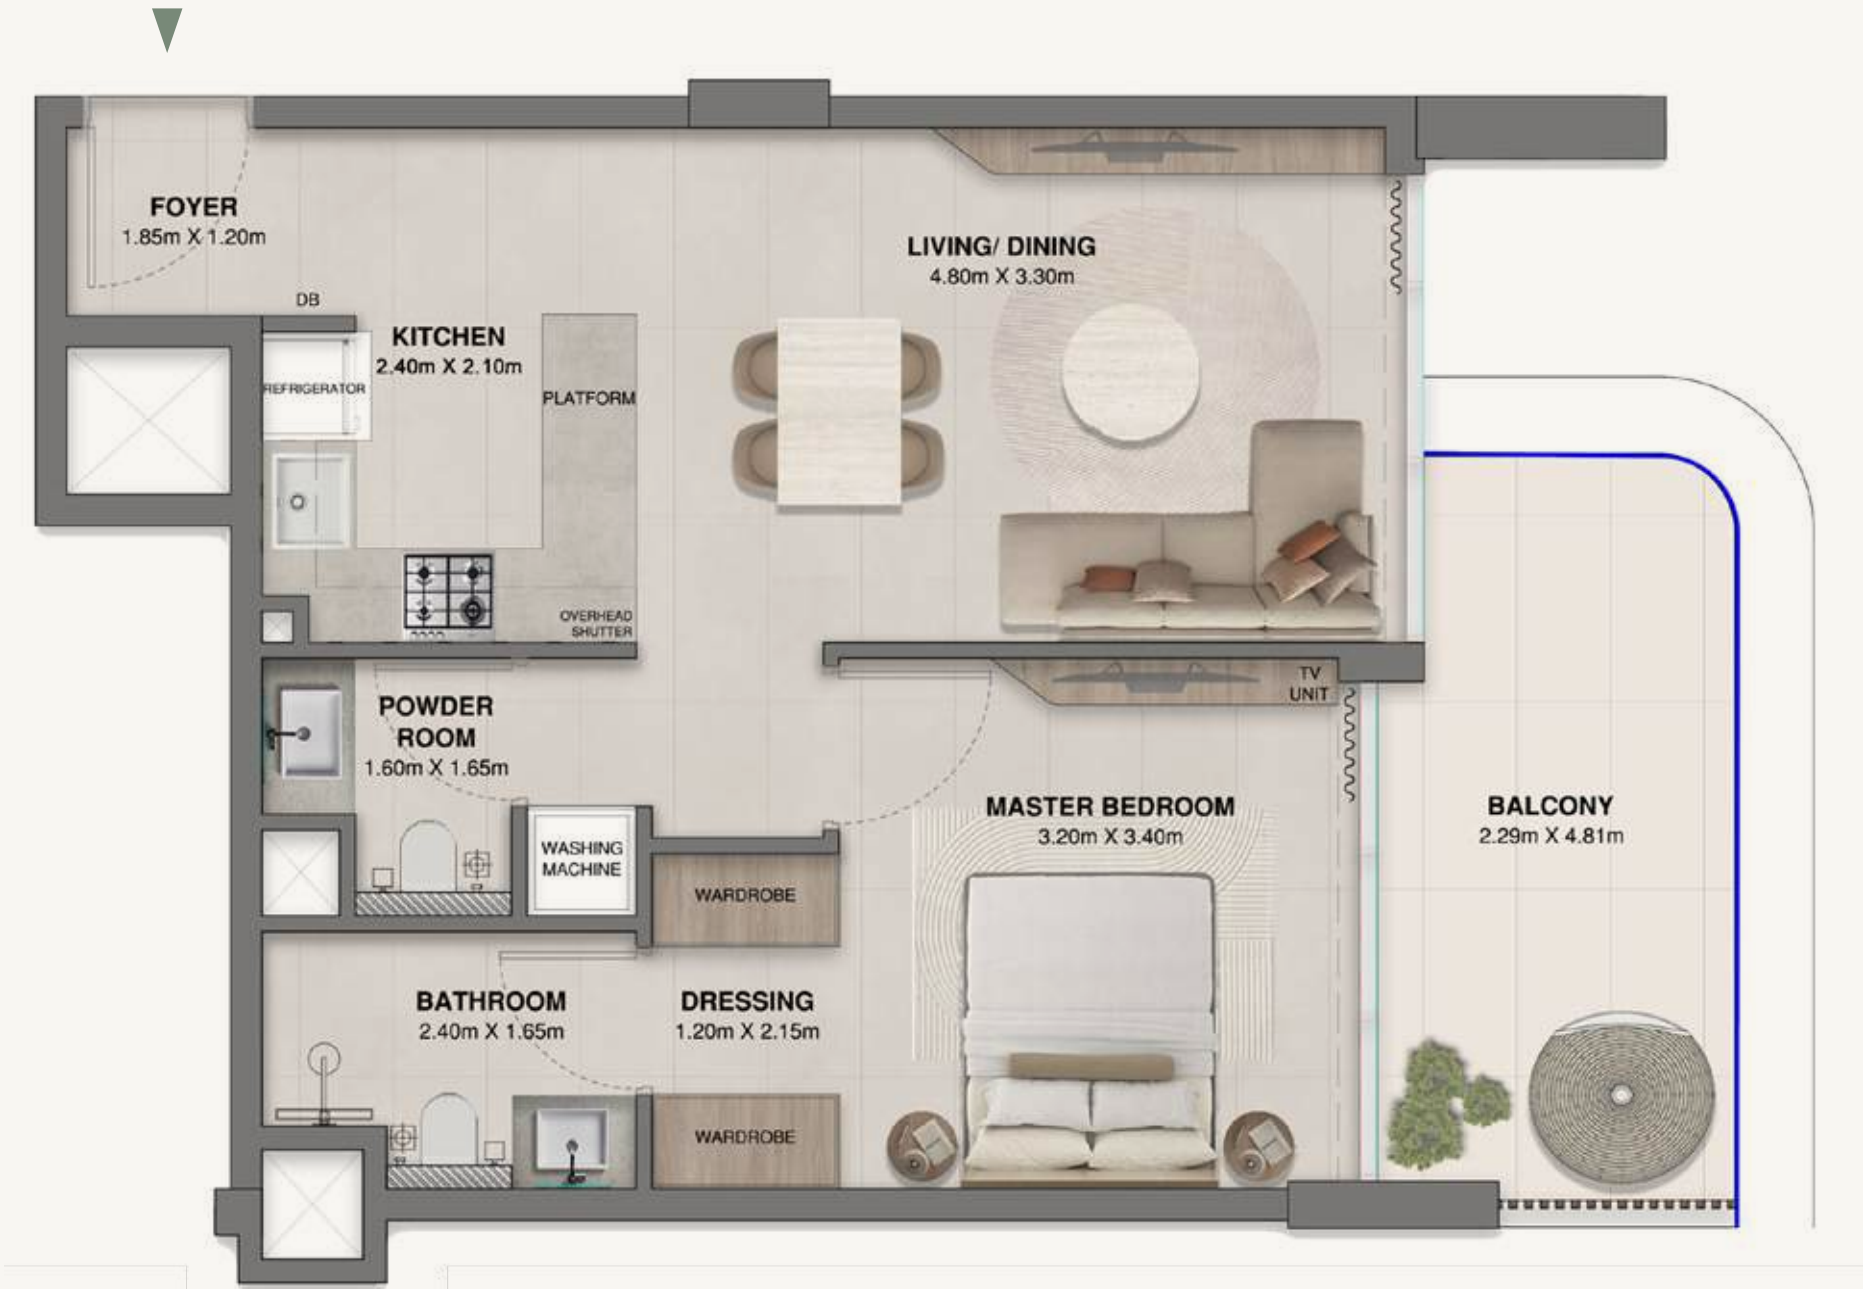 FOYER
1.85m X 1.20m
LIVING/ DINING
4.80m X 3.30m
DB
KITCHEN
2.40m X 2.10m
REFRIGERATOR
PLATFORM
OVERHEAD
SHUTTER
TV
UNIT
POWDER
ROOM
1.60m X 1.65m
MASTER BEDROOM
3.20m X 3.40m
BALCONY
2.29m X 4.81m
WASHING
MACHINE
WARDROBE
BATHROOM
2.40m X 1.65m
DRESSING
1.20m X 2.15m
WARDROBE